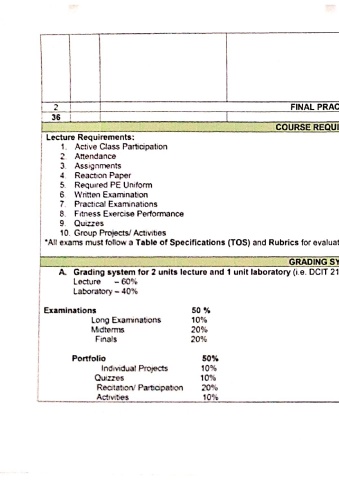 2 FINAL PRAC
36
COURSE REQUI
Lecture Requirements:
1. Active Class Participation
2. Attendance
3. Assignments
4. Reaction Paper
5. Required PE Uniform
6. Written Examination
7. Practical Examinations
8. Fitness Exercise Performance
9. Quizzes
10. Group Projects/ Activities
*All exams must follow a Table of Specifications (TOS) and Rubrics for evaluat
GRADING SY
A. Grading system for 2 units lecture and 1 unit laboratory (i.e. DCIT 21
Lecture – 60%
Laboratory – 40%
Examinations 50 %
Long Examinations 10%
Midterms 20%
Finals 20%
Portfolio 50%
Individual Projects 10%
Quizzes 10%
Recitation/ Participation 20%
Activities 10%